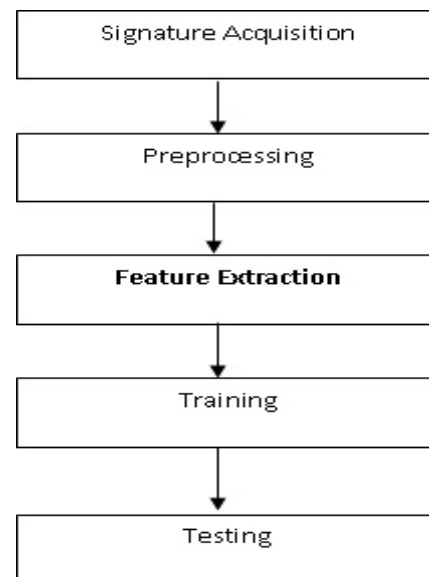 Signature Acquisition
Preprocessing
Feature Extraction
Training
Testing